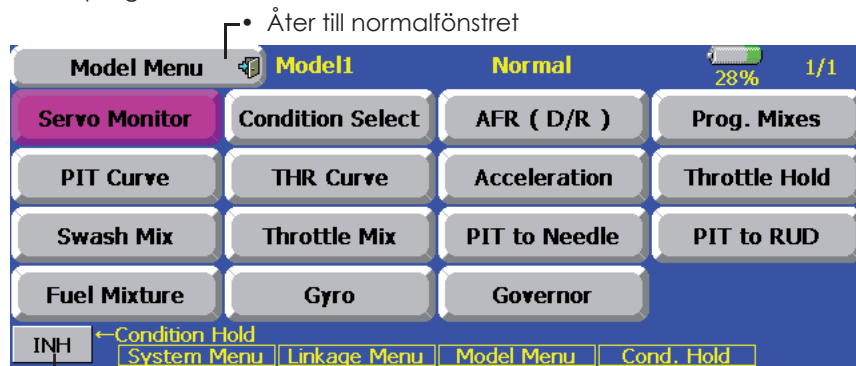 • Åter till normalfönstret
Model Menu Model1 Normal 28% 1/1
Servo Monitor Condition Select AFR ( D/R ) Prog. Mixes
PIT Curve THR Curve Acceleration Throttle Hold
Swash Mix Throttle Mix PIT to Needle PIT to RUD
Fuel Mixture Gyro Governor
INH ←Condition Hold
System Menu Linkage Menu Model Menu Cond. Hold